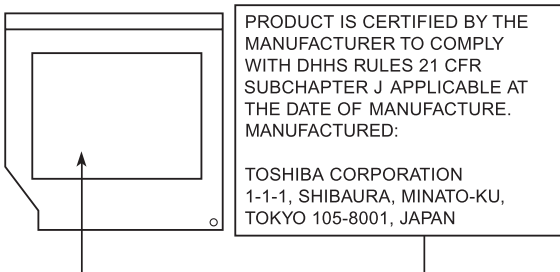 PRODUCT IS CERTIFIED BY THE
MANUFACTURER TO COMPLY
WITH DHHS RULES 21 CFR
SUBCHAPTER J APPLICABLE AT
THE DATE OF MANUFACTURE.
MANUFACTURED:
TOSHIBA CORPORATION
1-1-1, SHIBAURA, MINATO-KU,
TOKYO 105-8001, JAPAN